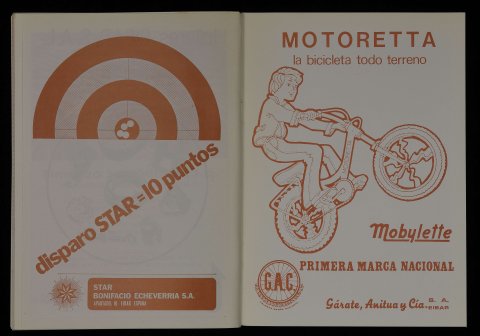 disparo STAR=10 puntos
STAR
BONIFACIO ECHEVERRIA S.A.
MOTORETTA
la bicicleta todo terreno
Mobylette
PRIMERA MARCA NACIONAL
G.A.C.
Gárate, Anitua y Cía. S. A.
EIBAR